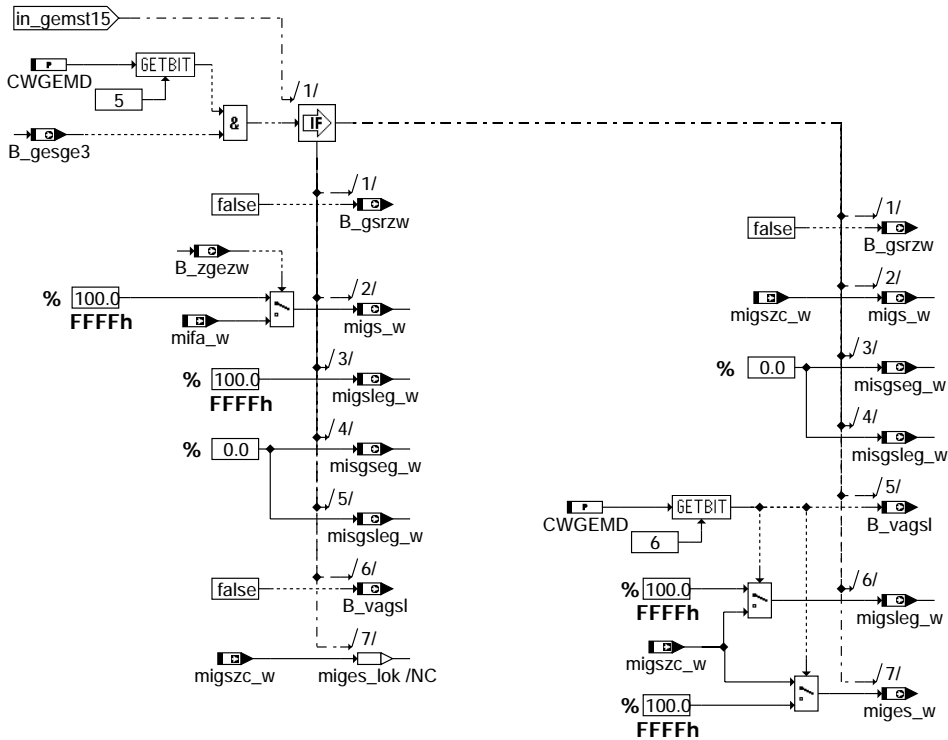 in_gemst15
P
CWGEMD
GETBIT
5
/1/
&
IF
B_gesge3
/1/
false
B_gsrzw
B_zgezw
% 100.0
FFFFh
mifa_w
/2/
migs_w
/3/
% 100.0
FFFFh
migsleg_w
/4/
% 0.0
misgseg_w
/5/
misgsleg_w
/6/
false
B_vagsl
/7/
migszc_w
miges_lok /NC
/1/
false
B_gsrzw
/2/
migszc_w
migs_w
/3/
% 0.0
misgseg_w
/4/
misgsleg_w
/5/
P
CWGEMD
GETBIT
6
B_vagsl
/6/
% 100.0
FFFFh
migsleg_w
migszc_w
/7/
% 100.0
FFFFh
miges_w